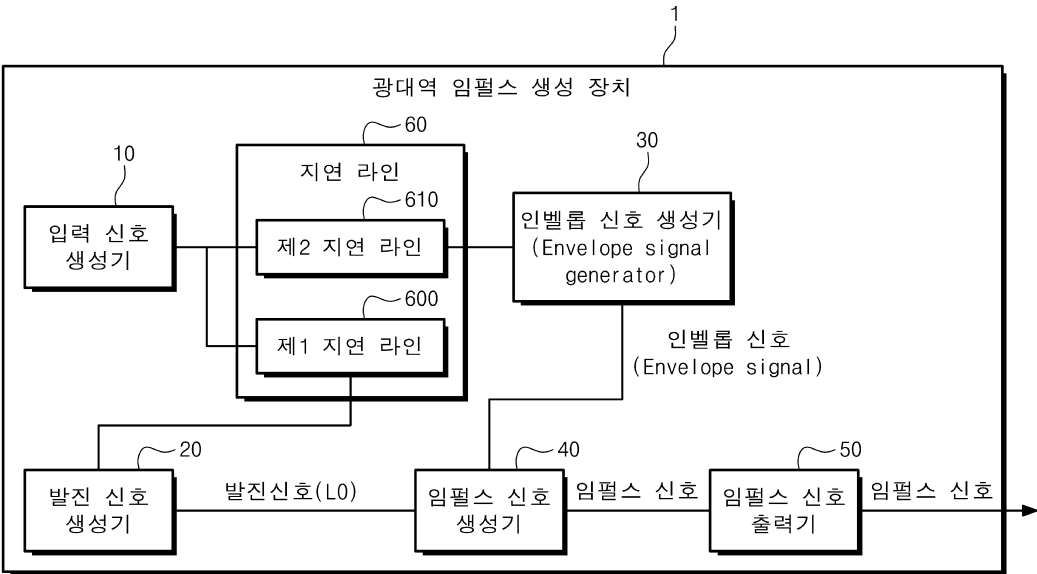 1
광대역 임펄스 생성 장치
60
10
지연 라인
30
610
입력 신호
생성기
제2 지연 라인
인벨롭 신호 생성기
(Envelope signal
generator)
600
제1 지연 라인
인벨롭 신호
(Envelope signal)
20
40
50
발진 신호
생성기
발진신호(LO)
임펄스 신호
생성기
임펄스 신호
임펄스 신호
출력기
임펄스 신호